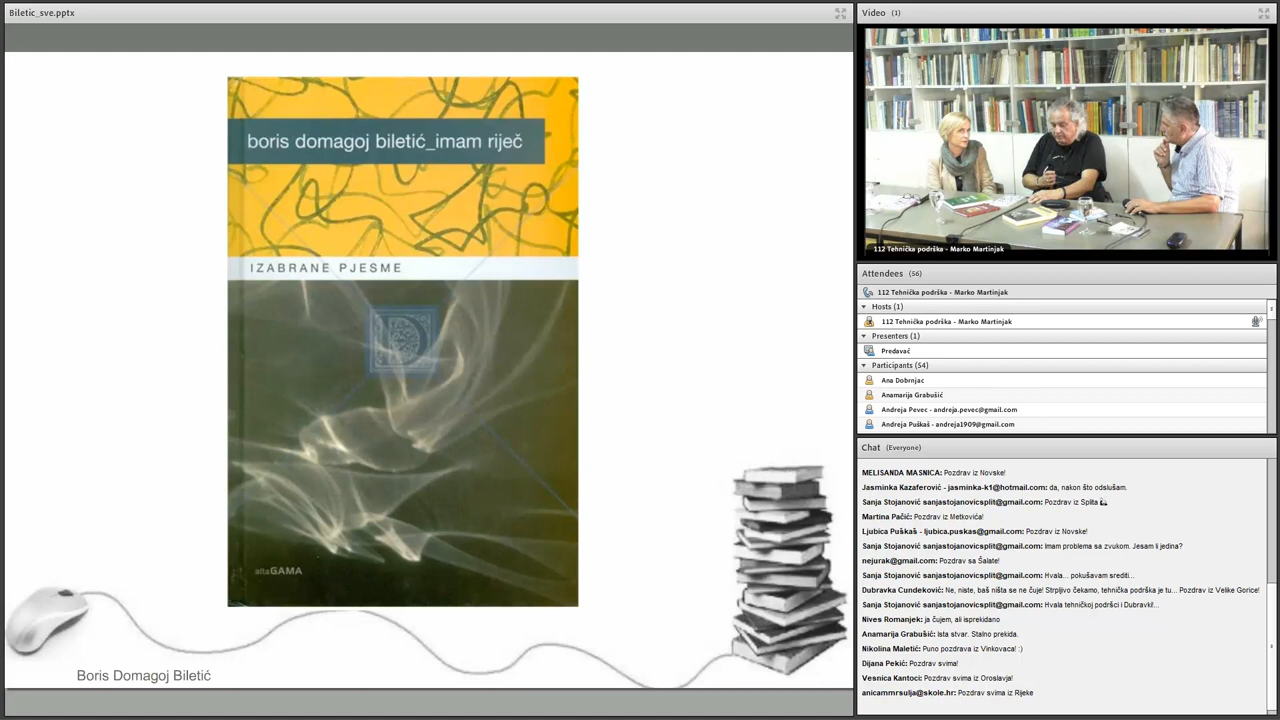 Biletic_sve.pptx
boris domagoj biletić_imam riječ
IZABRANE PJESME
D
altaGAMA
Boris Domagoj Biletić
Video (1)
112 Tehnička podrška - Marko Martinjak
Attendees (56)
112 Tehnička podrška - Marko Martinjak
Hosts (1)
112 Tehnička podrška - Marko Martinjak
Presenters (1)
Predavač
Participants (54)
Ana Dobrnjac
Anamarija Grabušić
Andreja Pevec - andreja.pevec@gmail.com
Andreja Puškaš - andreja1909@gmail.com
Chat (Everyone)
MELISANDA MASNICA: Pozdrav iz Novske!
Jasminka Kazaferović - jasminka-k1@hotmail.com: da, nakon što odslušam.
Sanja Stojanović sanjastojanovicsplit@gmail.com: Pozdrav iz Splita
Martina Pačić: Pozdrav iz Metkovića!
Ljubica Puškaš - ljubica.puskas@gmail.com: Pozdrav iz Novske!
Sanja Stojanović sanjastojanovicsplit@gmail.com: Imam problema sa zvukom. Jesam li jedina?
nejurak@gmail.com: Pozdrav sa Šalate!
Sanja Stojanović sanjastojanovicsplit@gmail.com: Hvala... pokušavam srediti...
Dubravka Cundeković: Ne, niste, baš ništa se ne čuje! Strpljivo čekamo, tehnička podrška je tu... Pozdrav iz Velike Gorice!
Sanja Stojanović sanjastojanovicsplit@gmail.com: Hvala tehničkoj podršci i Dubravki!...
Nives Romanjek: ja čujem, ali isprekidano
Anamarija Grabušić: Ista stvar. Stalno prekida.
Nikolina Maletić: Puno pozdrava iz Vinkovaca! :)
Dijana Pekić: Pozdrav svima!
Vesnica Kantoci: Pozdrav svima iz Oroslavja!
anicammrsulja@skole.hr: Pozdrav svima iz Rijeke